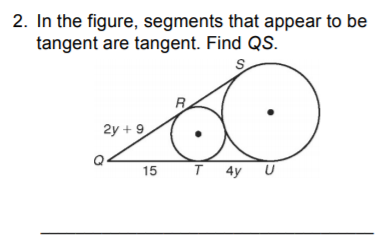 2. In the figure, segments that appear to be
tangent are tangent. Find QS.
S
R
2y + 9
Q
15 T 4y U